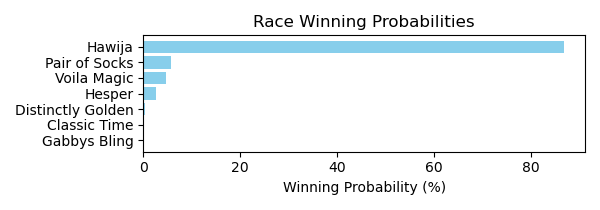 Race Winning Probabilities
Hawija
Pair of Socks
Voila Magic
Hesper
Distinctly Golden
Classic Time
Gabbys Bling
0 20 40 60 80
Winning Probability (%)